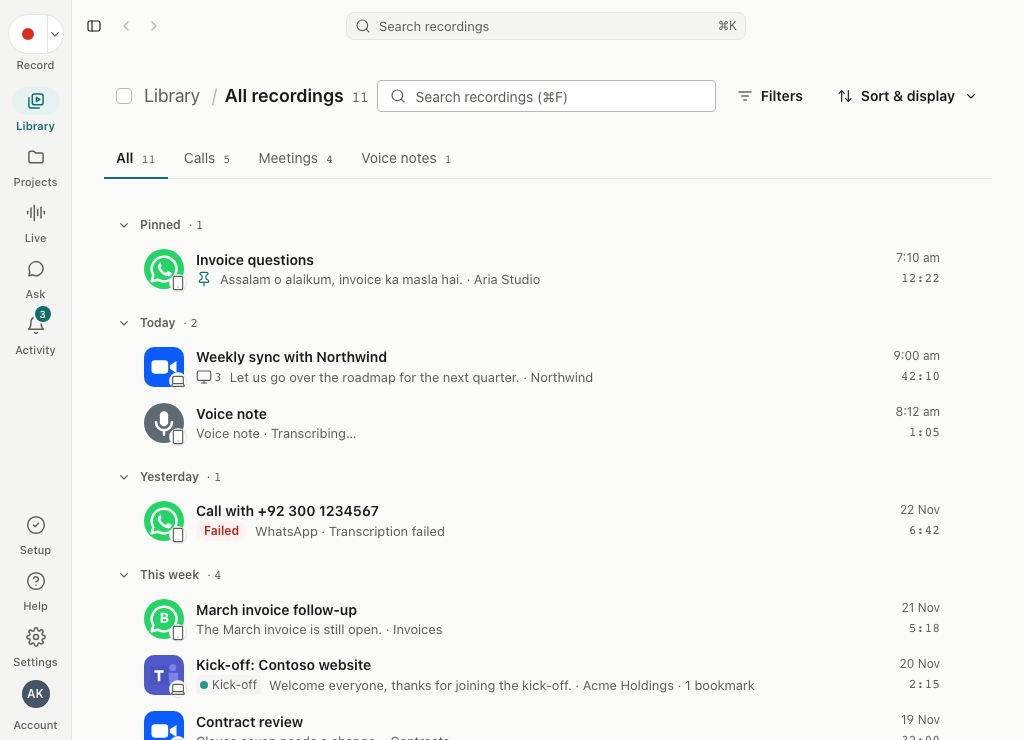 Search recordings ⌘K
Record
Library
Projects
Live
Ask
3
Activity
Setup
Help
Settings
AK
Account
Library / All recordings 11
Search recordings (⌘F)
Filters
Sort & display
All 11 Calls 5 Meetings 4 Voice notes 1
Pinned · 1
Invoice questions 7:10 am
Assalam o alaikum, invoice ka masla hai. · Aria Studio 12:22
Today · 2
Weekly sync with Northwind 9:00 am
3 Let us go over the roadmap for the next quarter. · Northwind 42:10
Voice note 8:12 am
Voice note · Transcribing… 1:05
Yesterday · 1
Call with +92 300 1234567 22 Nov
Failed WhatsApp · Transcription failed 6:42
This week · 4
B
March invoice follow-up 21 Nov
The March invoice is still open. · Invoices 5:18
T
Kick-off: Contoso website 20 Nov
Kick-off Welcome everyone, thanks for joining the kick-off. · Acme Holdings · 1 bookmark 2:15
Contract review 19 Nov